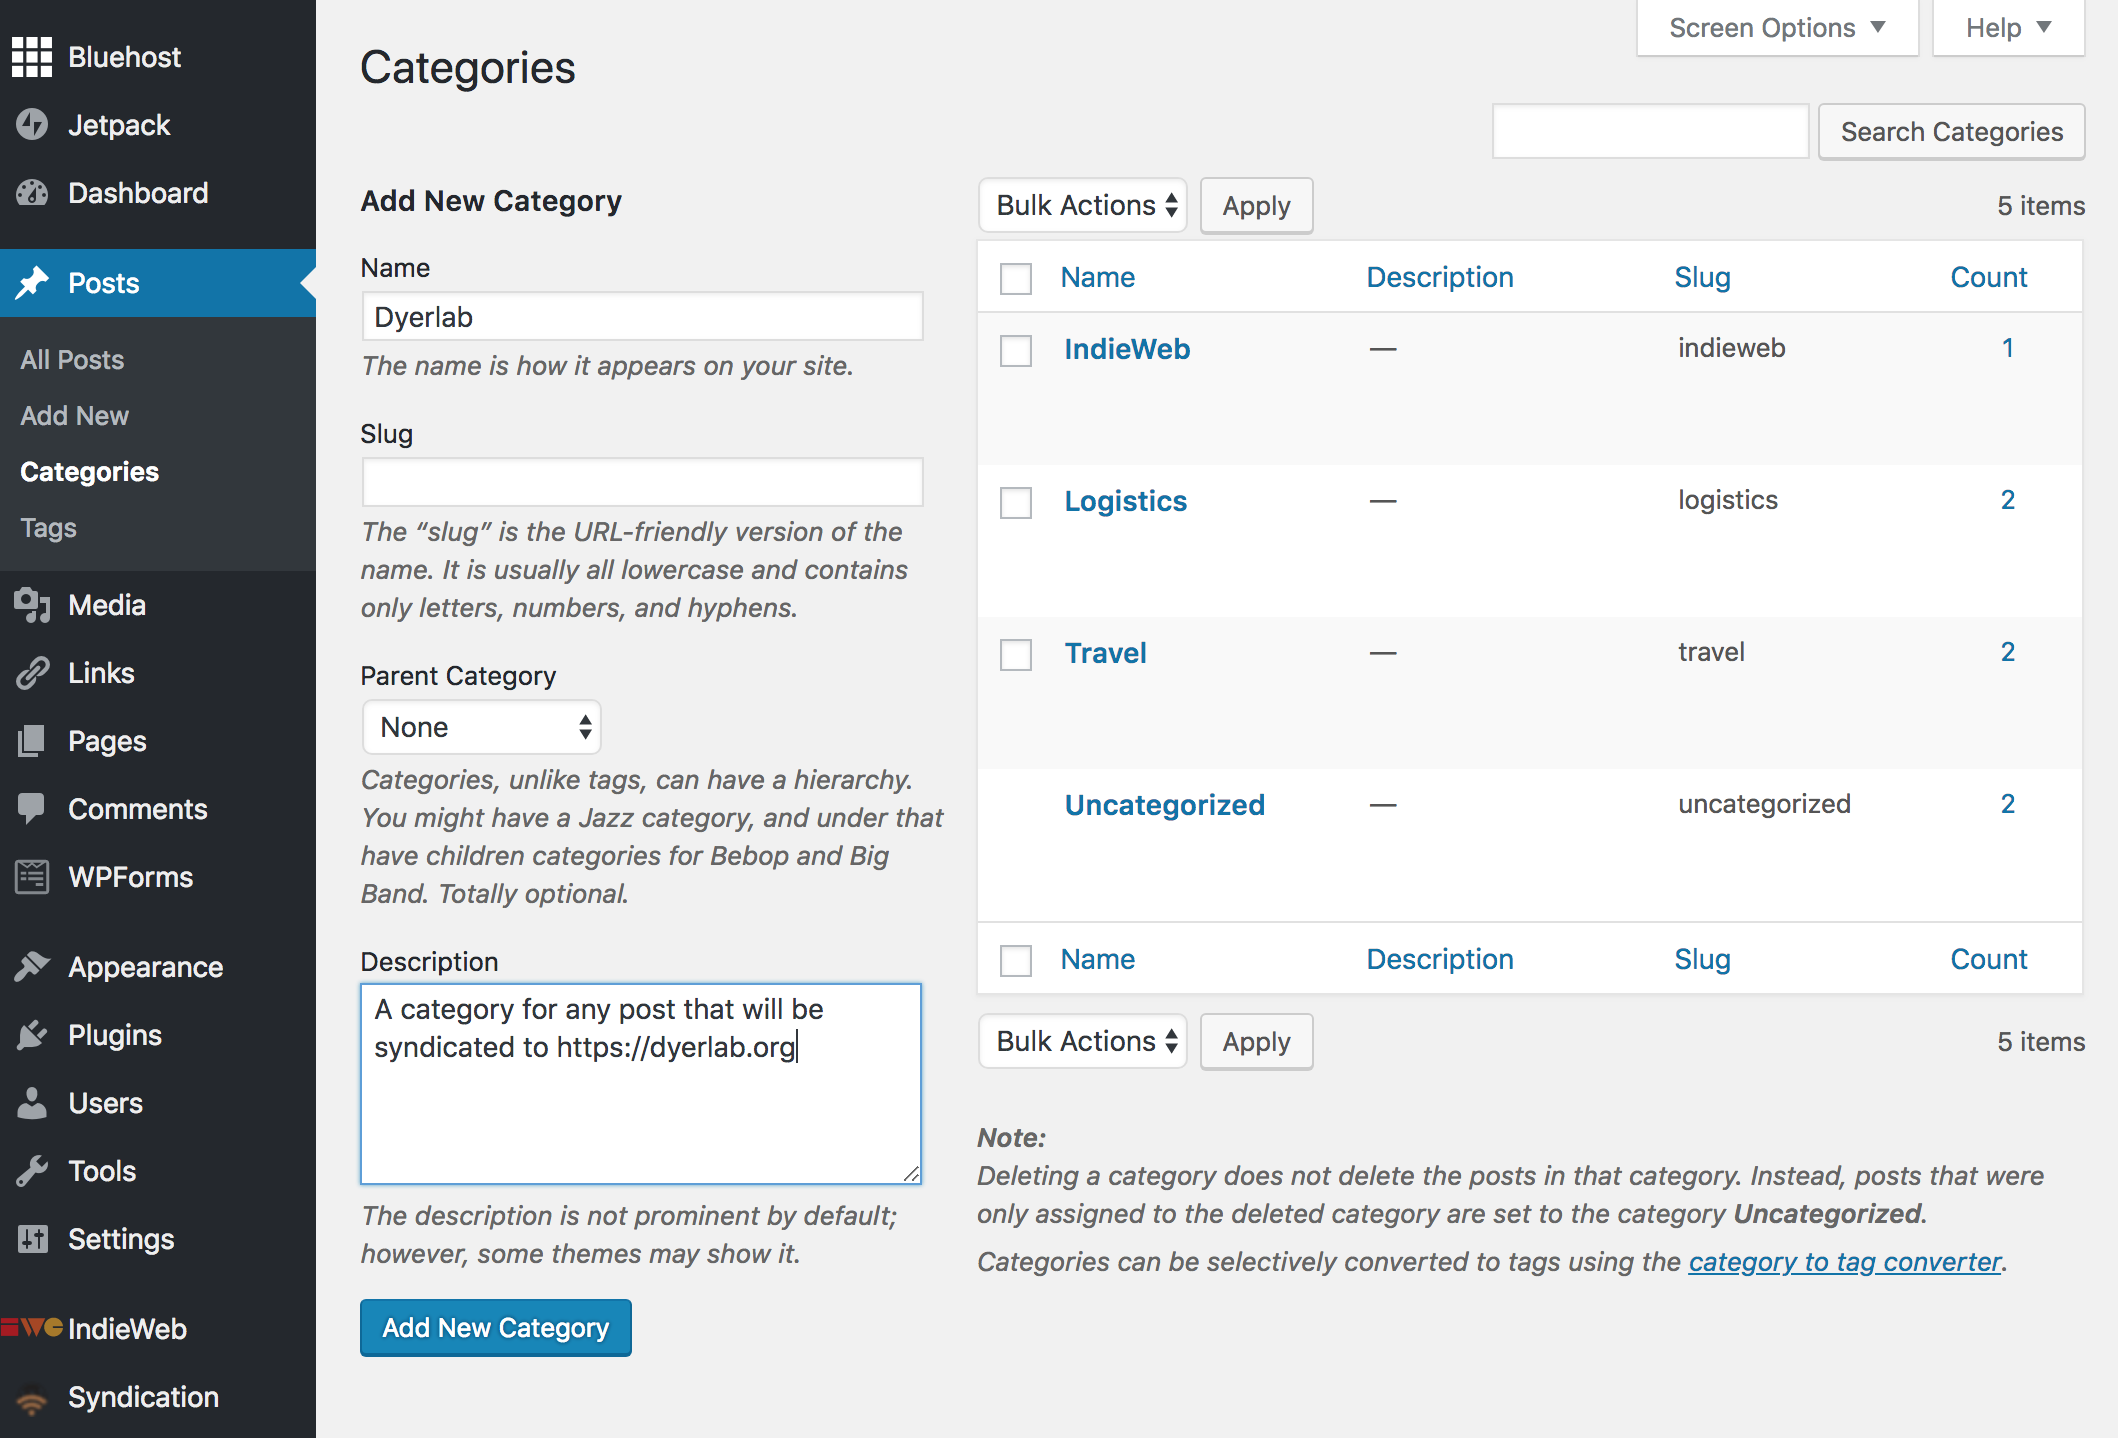 Bluehost
Jetpack
Dashboard
Posts
All Posts
Add New
Categories
Tags
Media
Links
Pages
Comments
WPForms
Appearance
Plugins
Users
Tools
Settings
IWC IndieWeb
Syndication
Screen Options
Help
Categories
Search Categories
Add New Category
Name
Dyerlab
The name is how it appears on your site.
Slug
The “slug” is the URL-friendly version of the
name. It is usually all lowercase and contains
only letters, numbers, and hyphens.
Parent Category
None
Categories, unlike tags, can have a hierarchy.
You might have a Jazz category, and under that
have children categories for Bebop and Big
Band. Totally optional.
Description
A category for any post that will be
syndicated to https://dyerlab.org
The description is not prominent by default;
however, some themes may show it.
Add New Category
Bulk Actions Apply 5 items
Name Description Slug Count
IndieWeb — indieweb 1
Logistics — logistics 2
Travel — travel 2
Uncategorized — uncategorized 2
Name Description Slug Count
Bulk Actions Apply 5 items
Note:
Deleting a category does not delete the posts in that category. Instead, posts that were
only assigned to the deleted category are set to the category Uncategorized.
Categories can be selectively converted to tags using the category to tag converter.